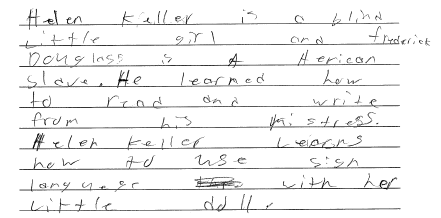 Helen Keller is a blind
Little girl and frederick
Douglass is A American
slave. He learned how
to read and write
from his mistress.
Helen Keller Learns
how to use sign
language with her
Little doll.